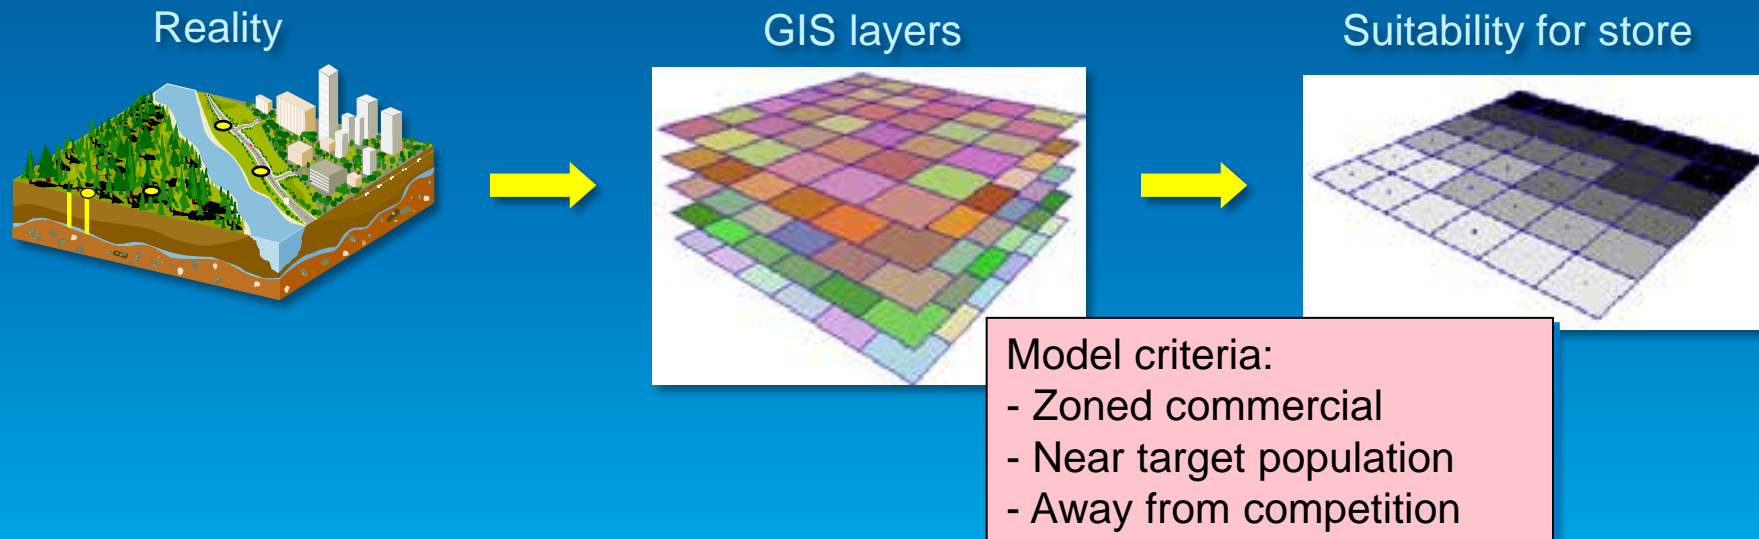 Reality
GIS layers
Suitability for store
Model criteria:
- Zoned commercial
- Near target population
- Away from competition